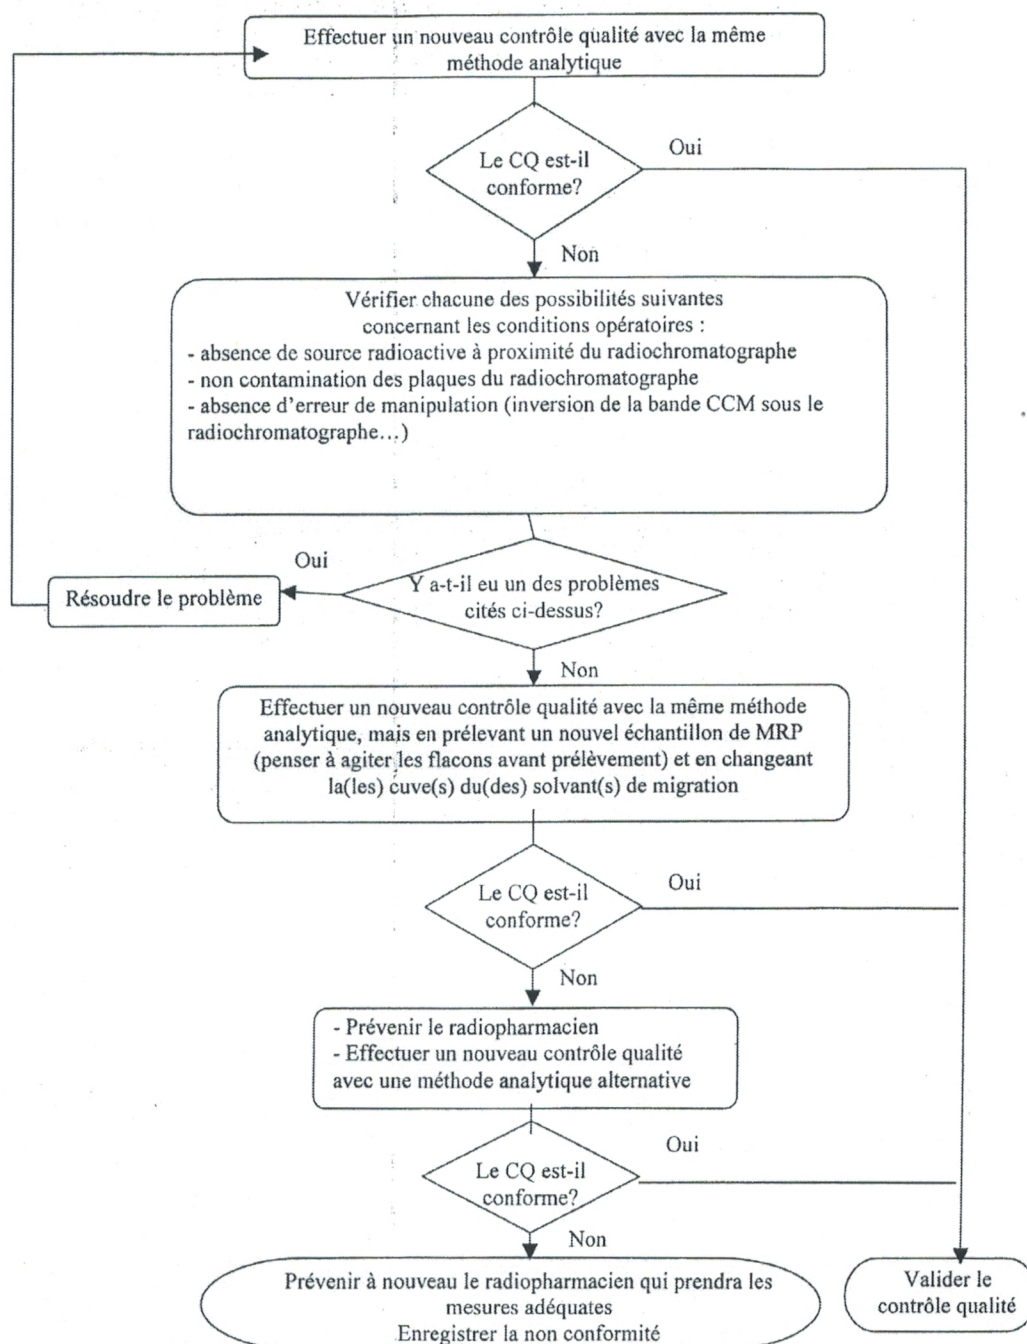 Effectuer un nouveau contrôle qualité avec la même
méthode analytique
Le CQ est-il
conforme?
Oui
Non
Vérifier chacune des possibilités suivantes
concernant les conditions opératoires :
- absence de source radioactive à proximité du radiochromatographe
- non contamination des plaques du radiochromatographe
- absence d'erreur de manipulation (inversion de la bande CCM sous le
radiochromatographe...)
Oui
Résoudre le problème
Y a-t-il eu un des problèmes
cités ci-dessus?
Non
Effectuer un nouveau contrôle qualité avec la même méthode
analytique, mais en prélevant un nouvel échantillon de MRP
(penser à agiter les flacons avant prélèvement) et en changeant
la(les) cuve(s) du(des) solvant(s) de migration
Le CQ est-il
conforme?
Oui
Non
- Prévenir le radiopharmacien
- Effectuer un nouveau contrôle qualité
avec une méthode analytique alternative
Le CQ est-il
conforme?
Oui
Non
Prévenir à nouveau le radiopharmacien qui prendra les
mesures adéquates
Enregistrer la non conformité
Valider le
contrôle qualité